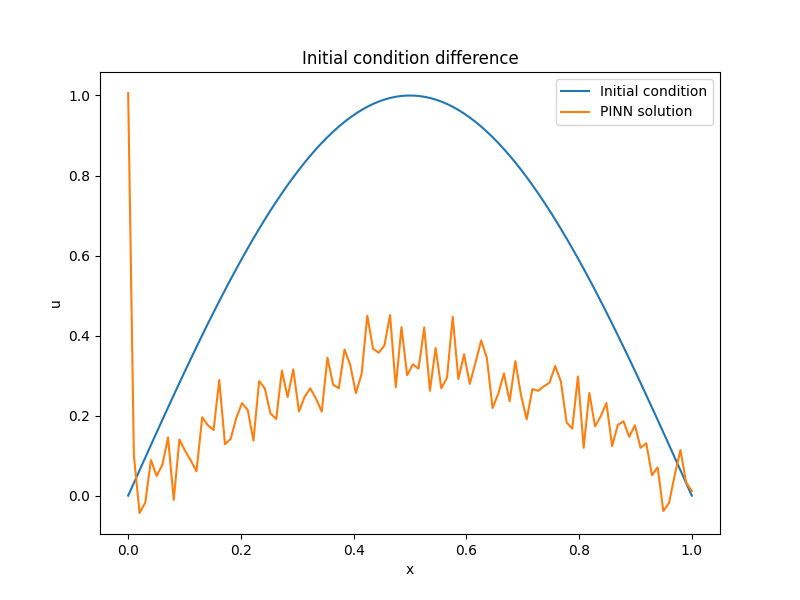 Initial condition difference
Initial condition
PINN solution
u
1.0
0.8
0.6
0.4
0.2
0.0
0.0 0.2 0.4 0.6 0.8 1.0
x